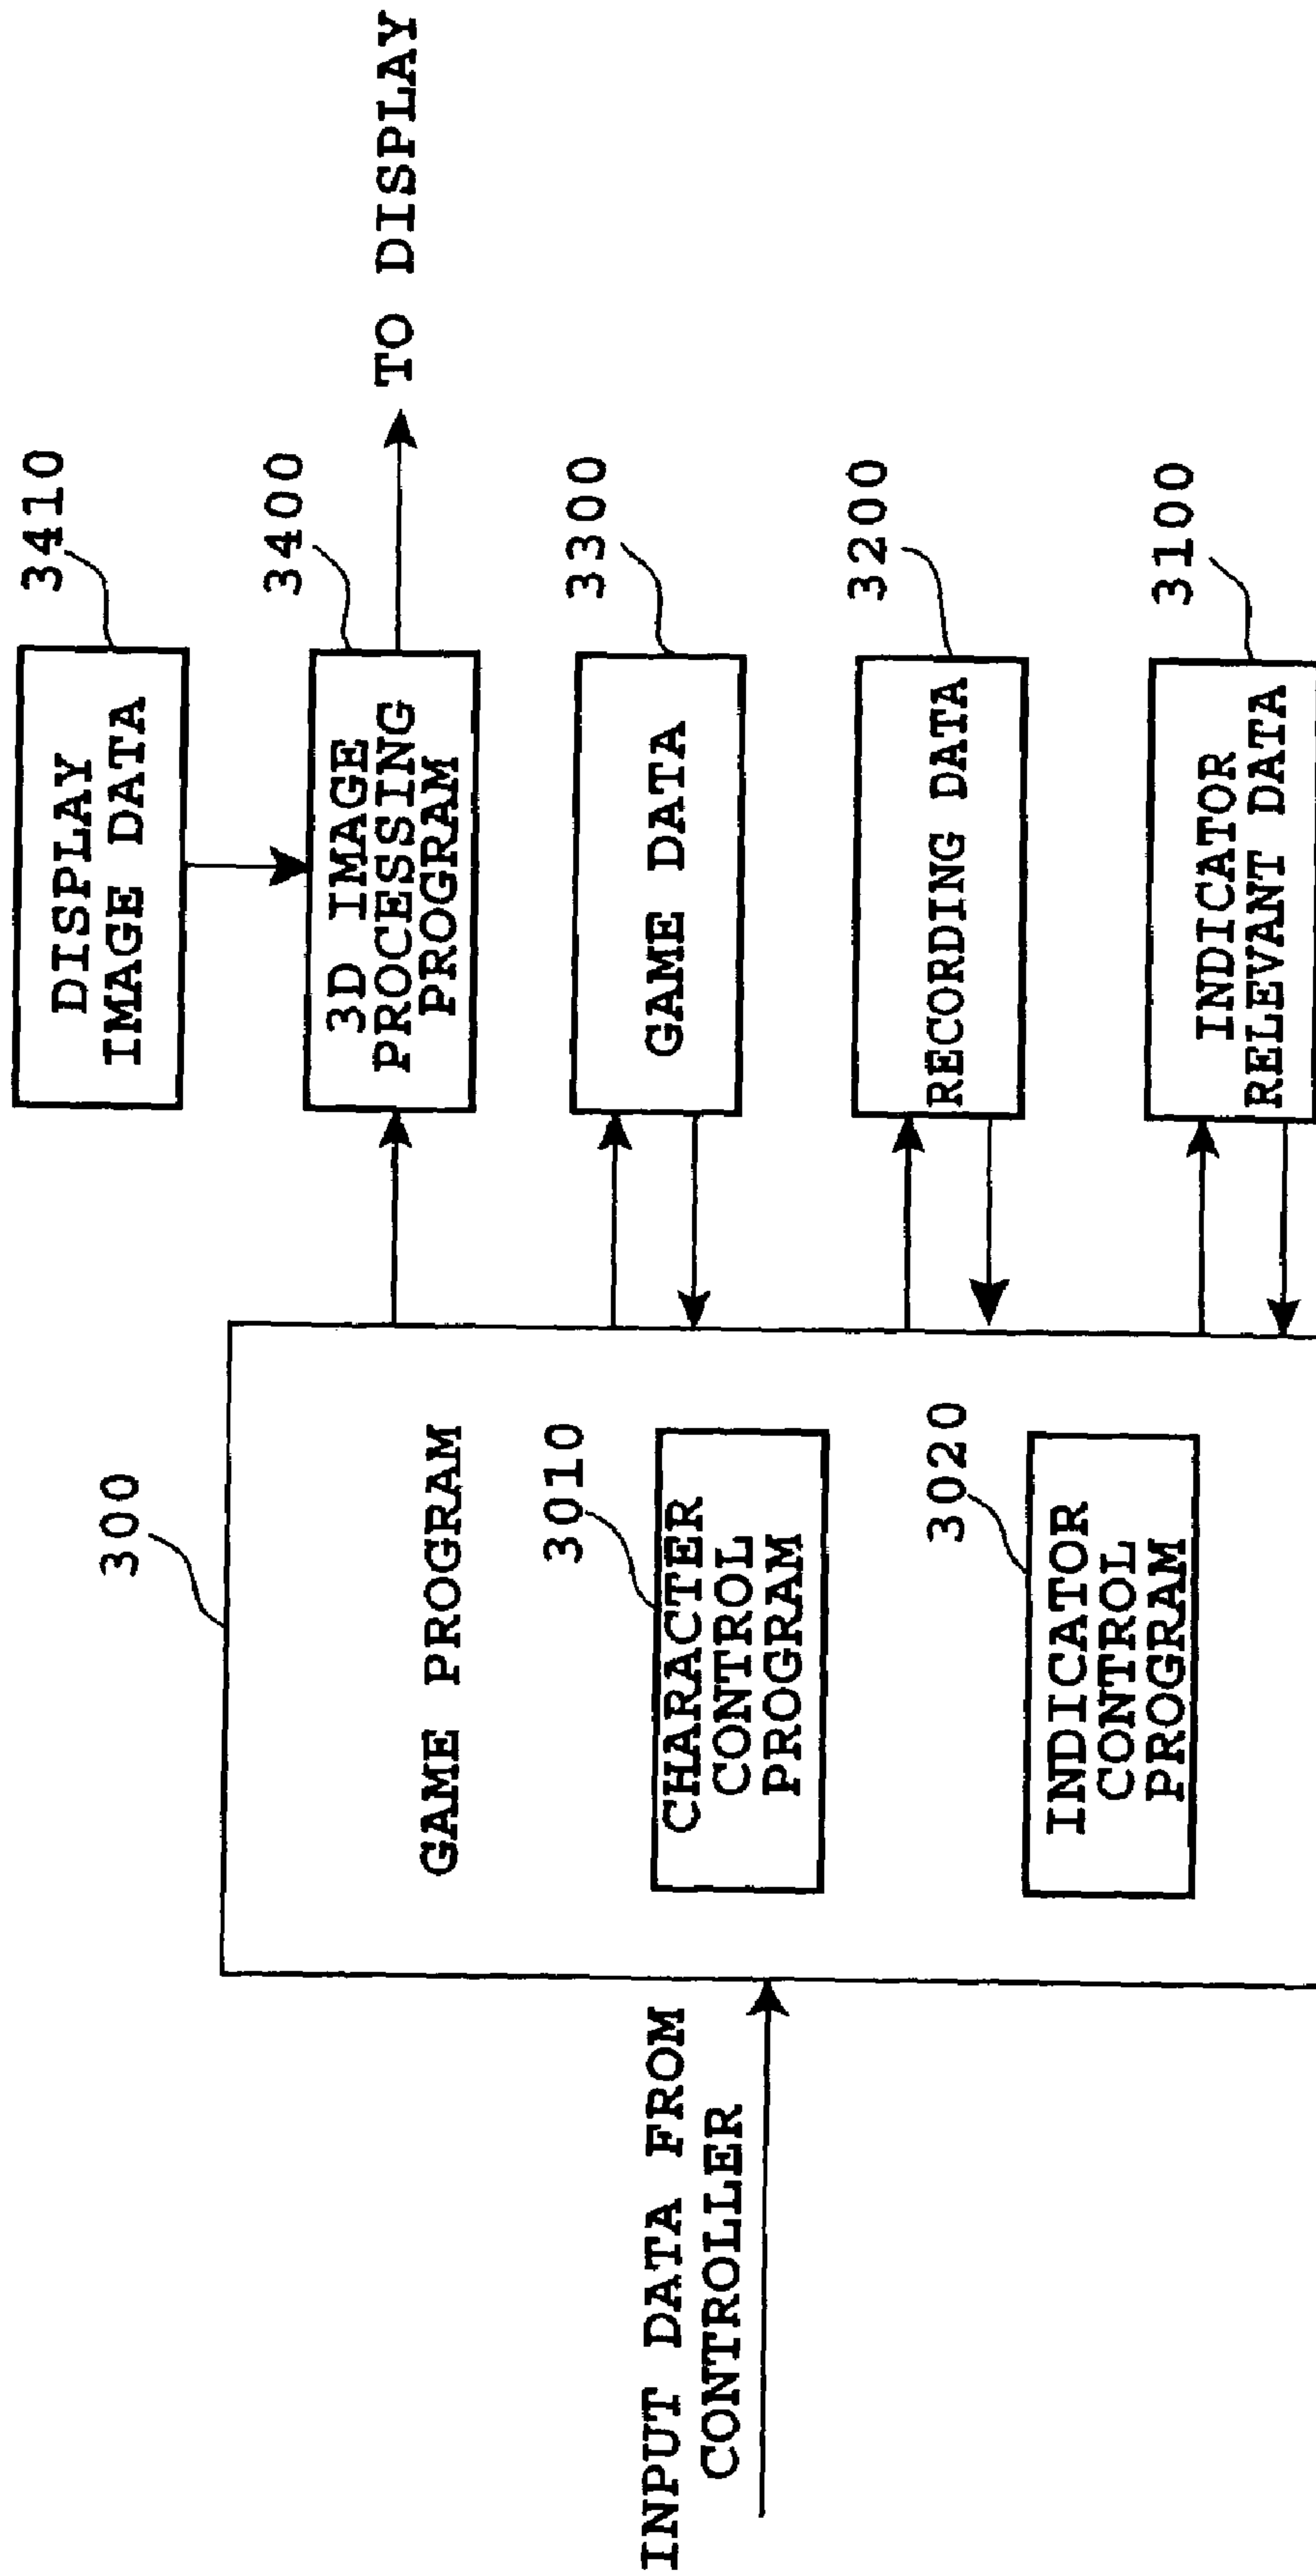 INPUT DATA FROM
CONTROLLER
300
GAME PROGRAM
3010
CHARACTER
CONTROL
PROGRAM
3020
INDICATOR
CONTROL
PROGRAM
3410
DISPLAY
IMAGE DATA
3400
3D IMAGE
PROCESSING
PROGRAM
TO DISPLAY
3300
GAME DATA
3200
RECORDING DATA
3100
INDICATOR
RELEVANT DATA